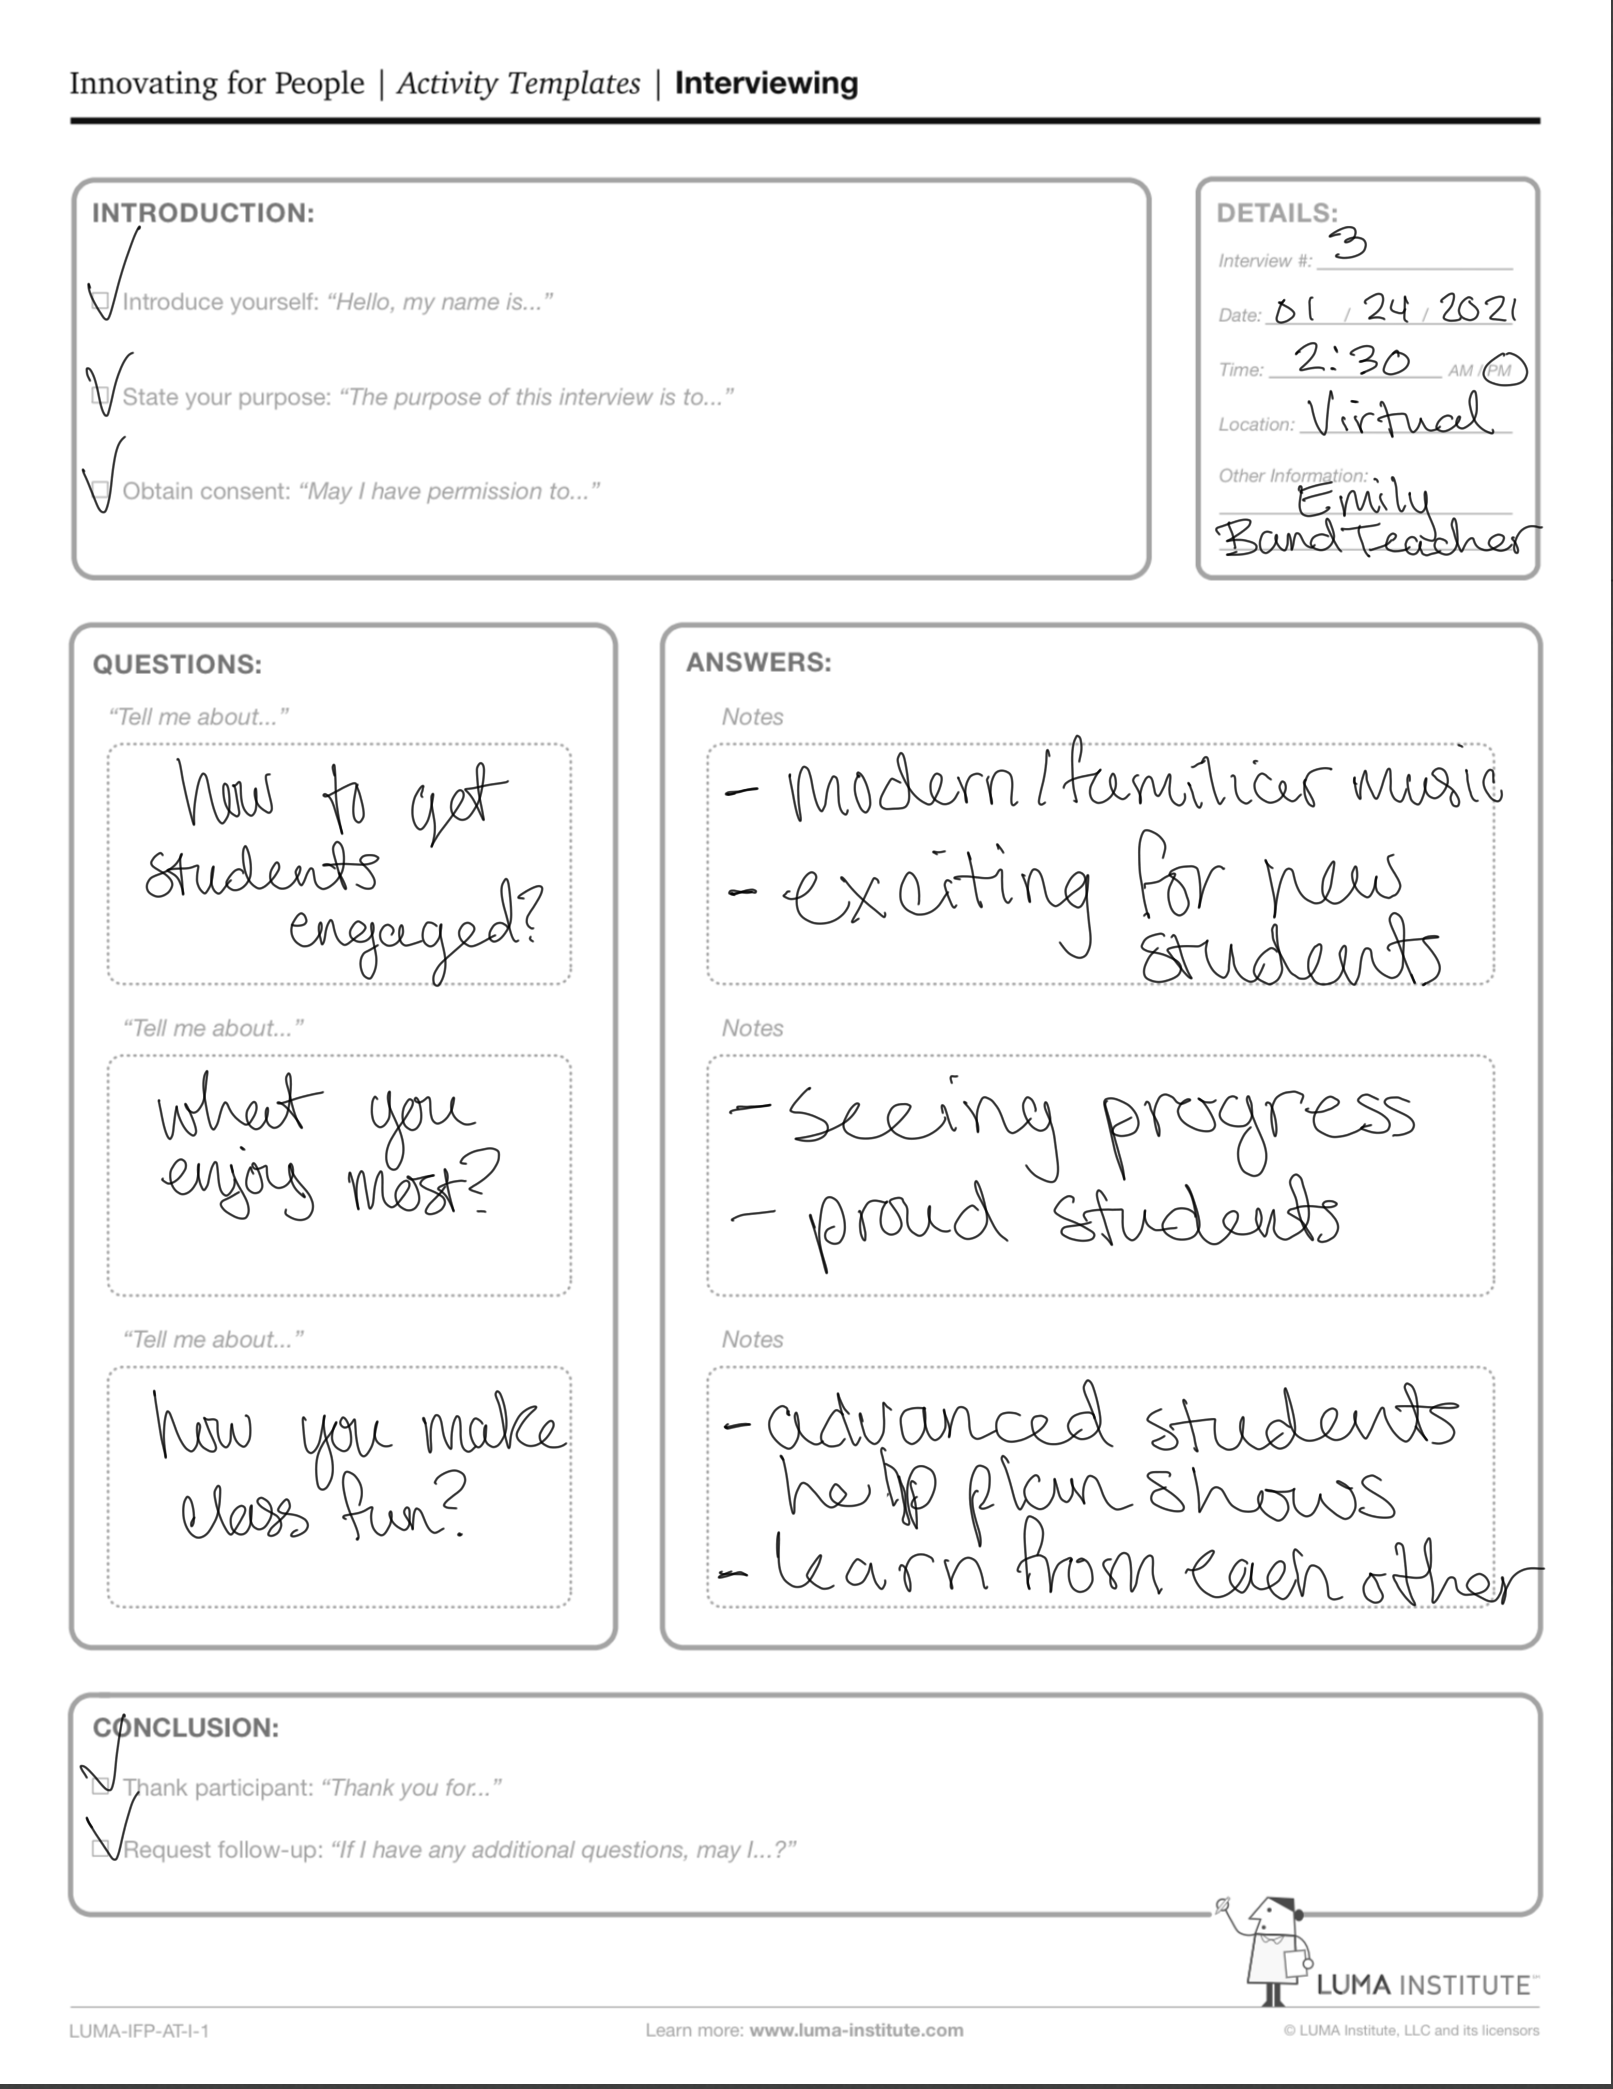 Innovating for People | Activity Templates | Interviewing
INTRODUCTION:
Introduce yourself: “Hello, my name is...”
State your purpose: “The purpose of this interview is to...”
Obtain consent: “May I have permission to...”
DETAILS:
Interview #: 3
Date: 01 / 24 / 2021
Time: 2:30 AM / PM
Location: Virtual
Other Information:
Emily
Band Teacher
QUESTIONS:
“Tell me about...”
how to get
students
engaged?
“Tell me about...”
what you
enjoy most?
“Tell me about...”
how you make
class fun?
ANSWERS:
Notes
- modern/familiar music
- exciting for new
students
Notes
- seeing progress
- proud students
Notes
- advanced students
help plan shows
- learn from each other
CONCLUSION:
Thank participant: “Thank you for...”
Request follow-up: “If I have any additional questions, may I...?”
LUMA INSTITUTE
LUMA-IFP-AT-I-1
Learn more: www.luma-institute.com
© LUMA Institute, LLC and its licensors